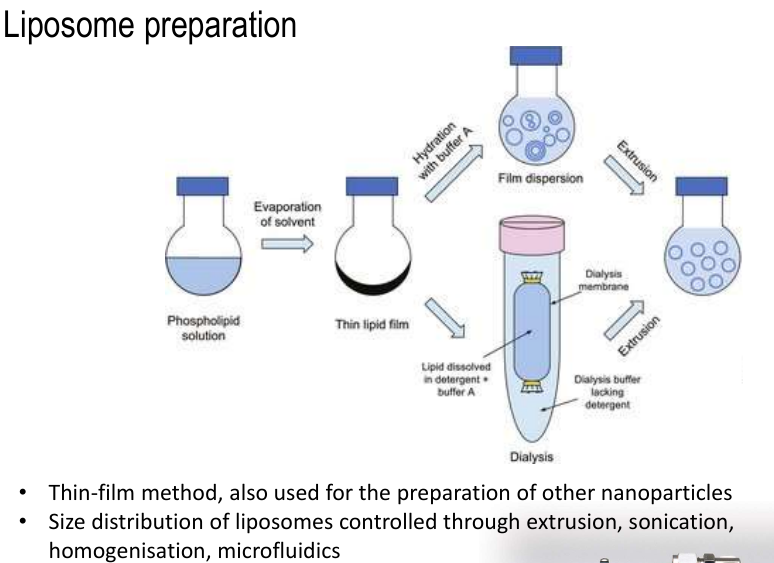 Liposome preparation
Hydration
with buffer A
Extrusion
Film dispersion
Evaporation
of solvent
Phospholipid
solution
Thin lipid film
Dialysis
membrane
Lipid dissolved
in detergent +
buffer A
Extrusion
Dialysis buffer
lacking
detergent
Dialysis
• Thin-film method, also used for the preparation of other nanoparticles
• Size distribution of liposomes controlled through extrusion, sonication,
homogenisation, microfluidics